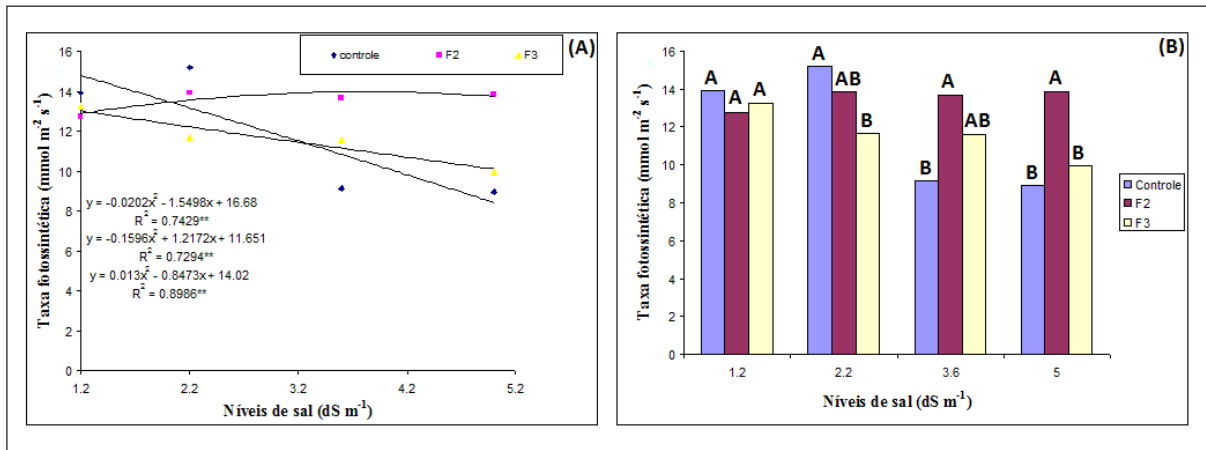 (A)
controle F2 F3
Taxa fotossintética (mmol m⁻² s⁻¹)
16
14
12
10
8
6
4
2
0
y = -0.0202x² - 1.5498x + 16.68
R² = 0.7429**
y = -0.1596x² + 1.2172x + 11.651
R² = 0.7294**
y = 0.013x² - 0.8473x + 14.02
R² = 0.8986**
1.2 2.2 3.2 4.2 5.2
Níveis de sal (dS m⁻¹)
(B)
Taxa fotossintética (mmol m⁻² s⁻¹)
16
14
12
10
8
6
4
2
0
A A A
A AB B
B A AB
B A B
Controle
F2
F3
1.2 2.2 3.6 5
Níveis de sal (dS m⁻¹)